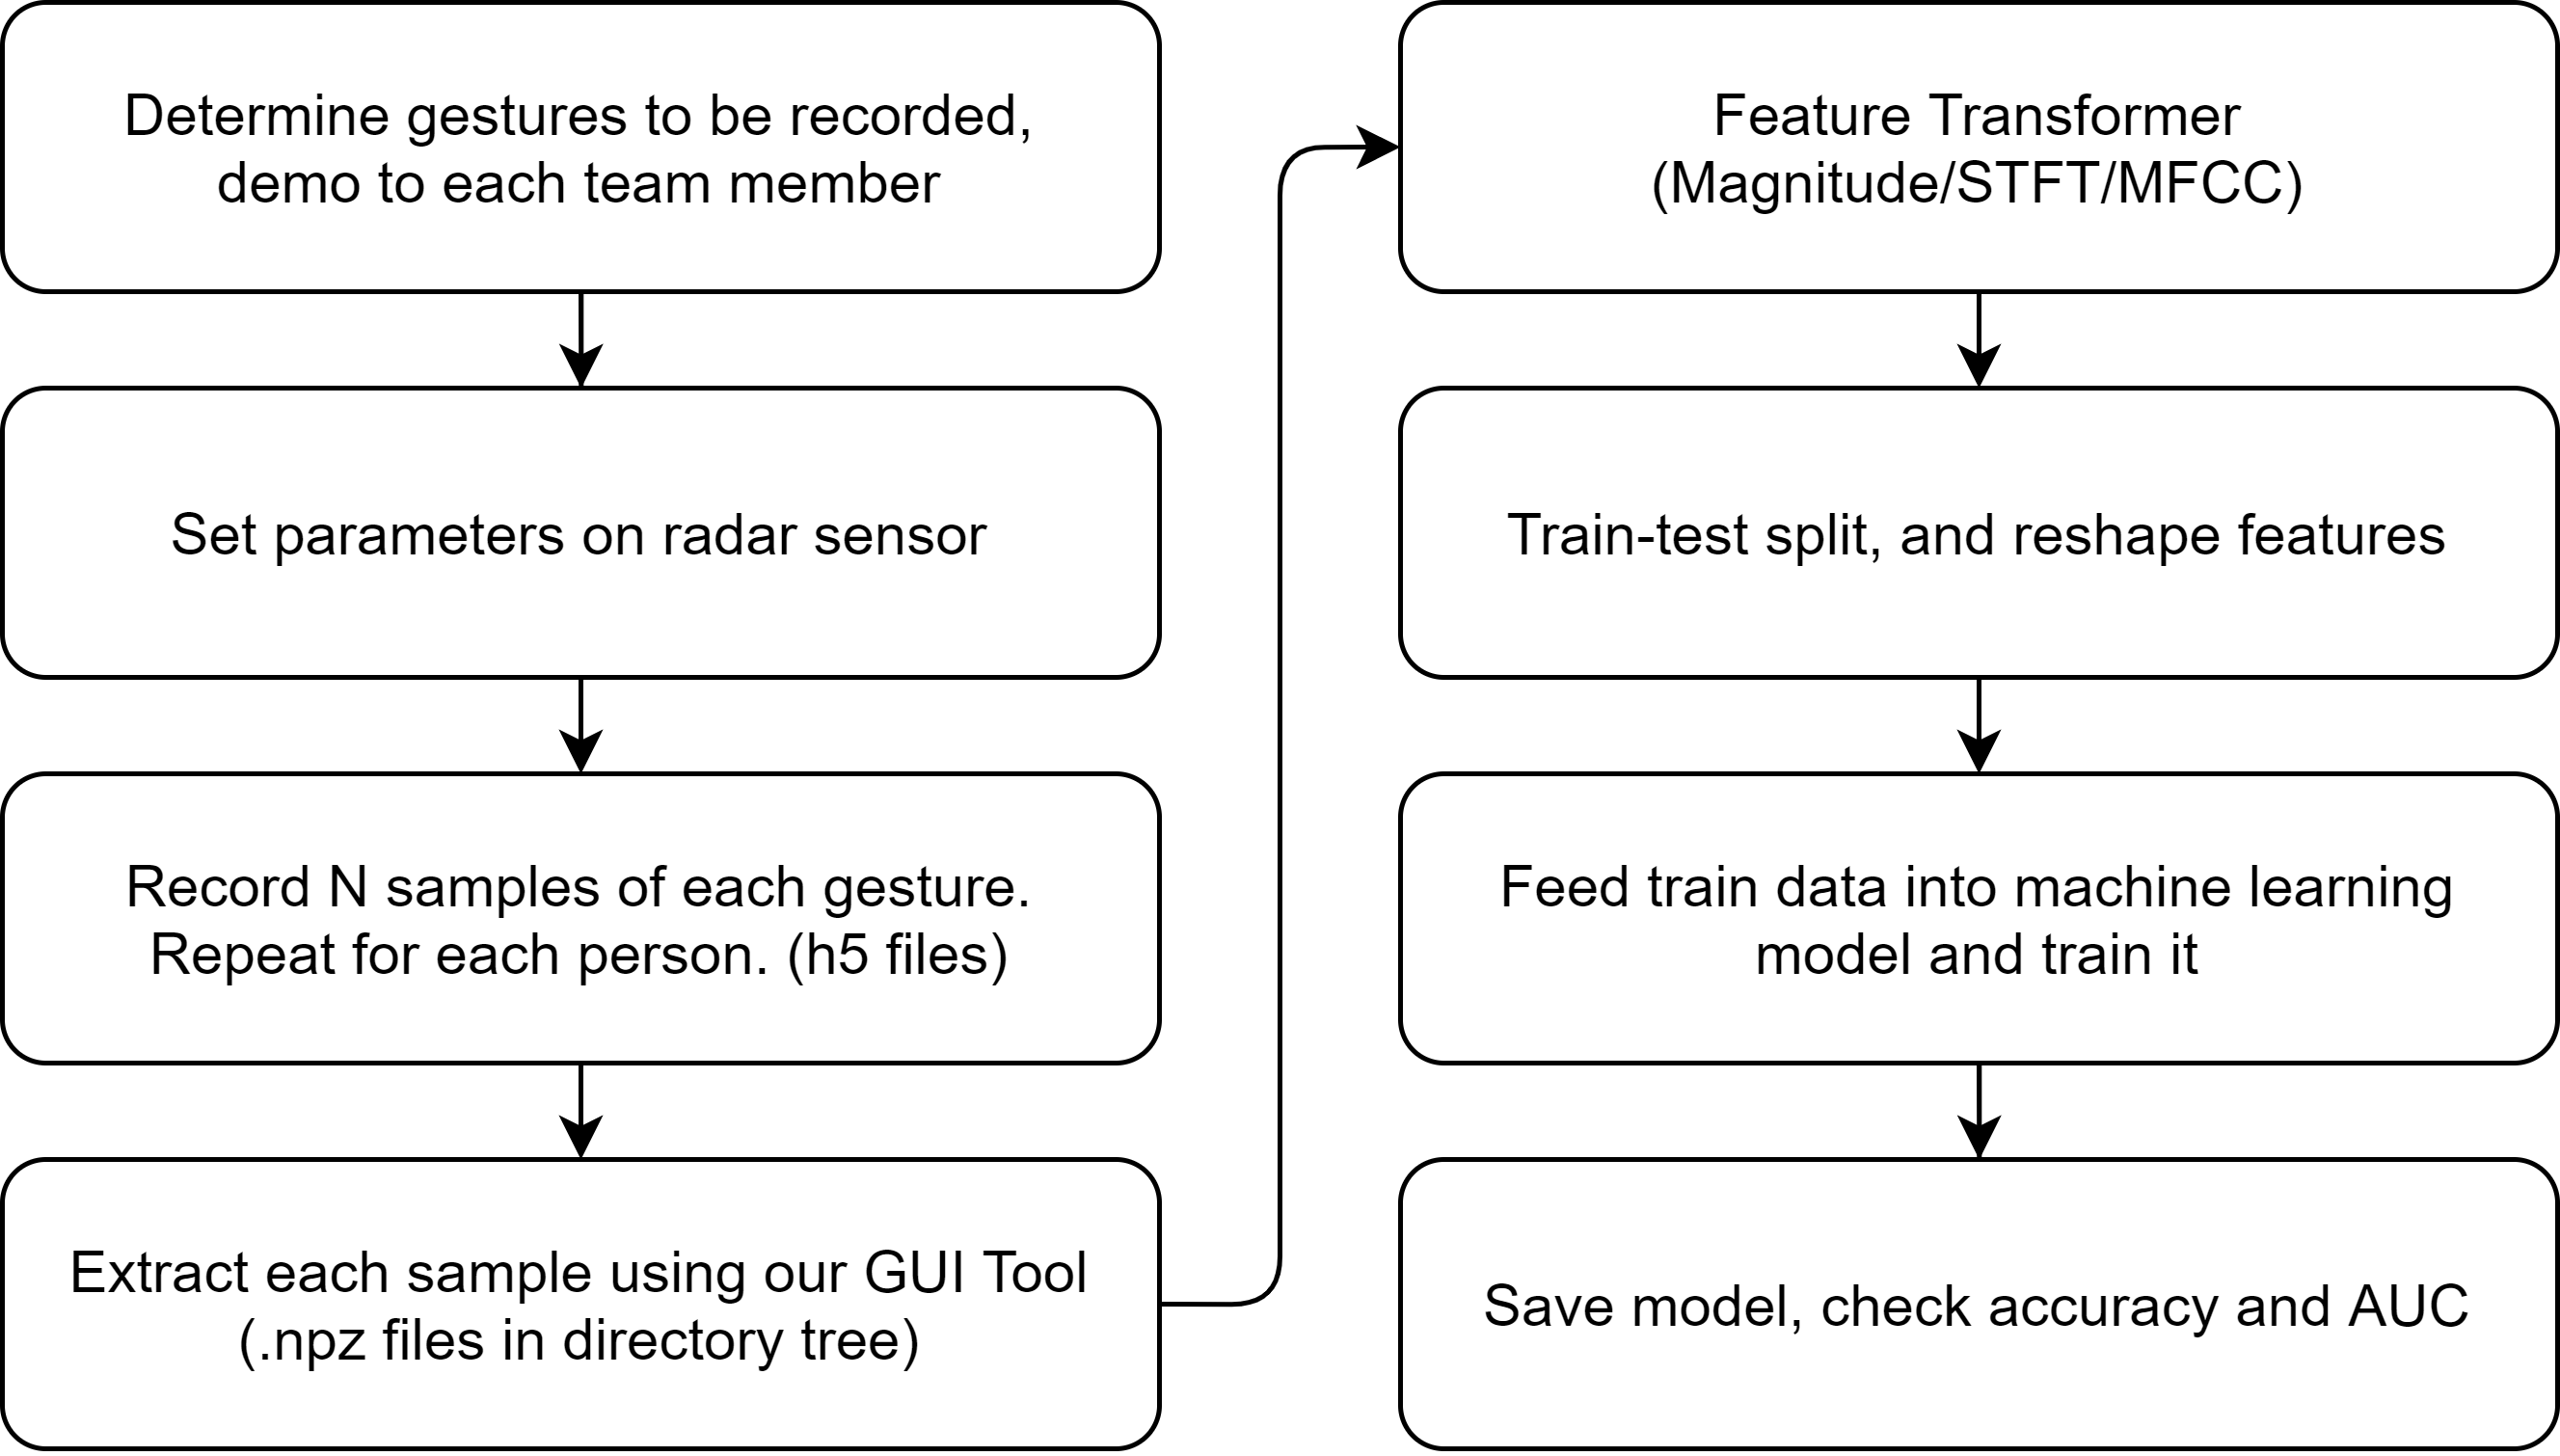 Determine gestures to be recorded,
demo to each team member
Set parameters on radar sensor
Record N samples of each gesture.
Repeat for each person. (h5 files)
Extract each sample using our GUI Tool
(.npz files in directory tree)
Feature Transformer
(Magnitude/STFT/MFCC)
Train-test split, and reshape features
Feed train data into machine learning
model and train it
Save model, check accuracy and AUC